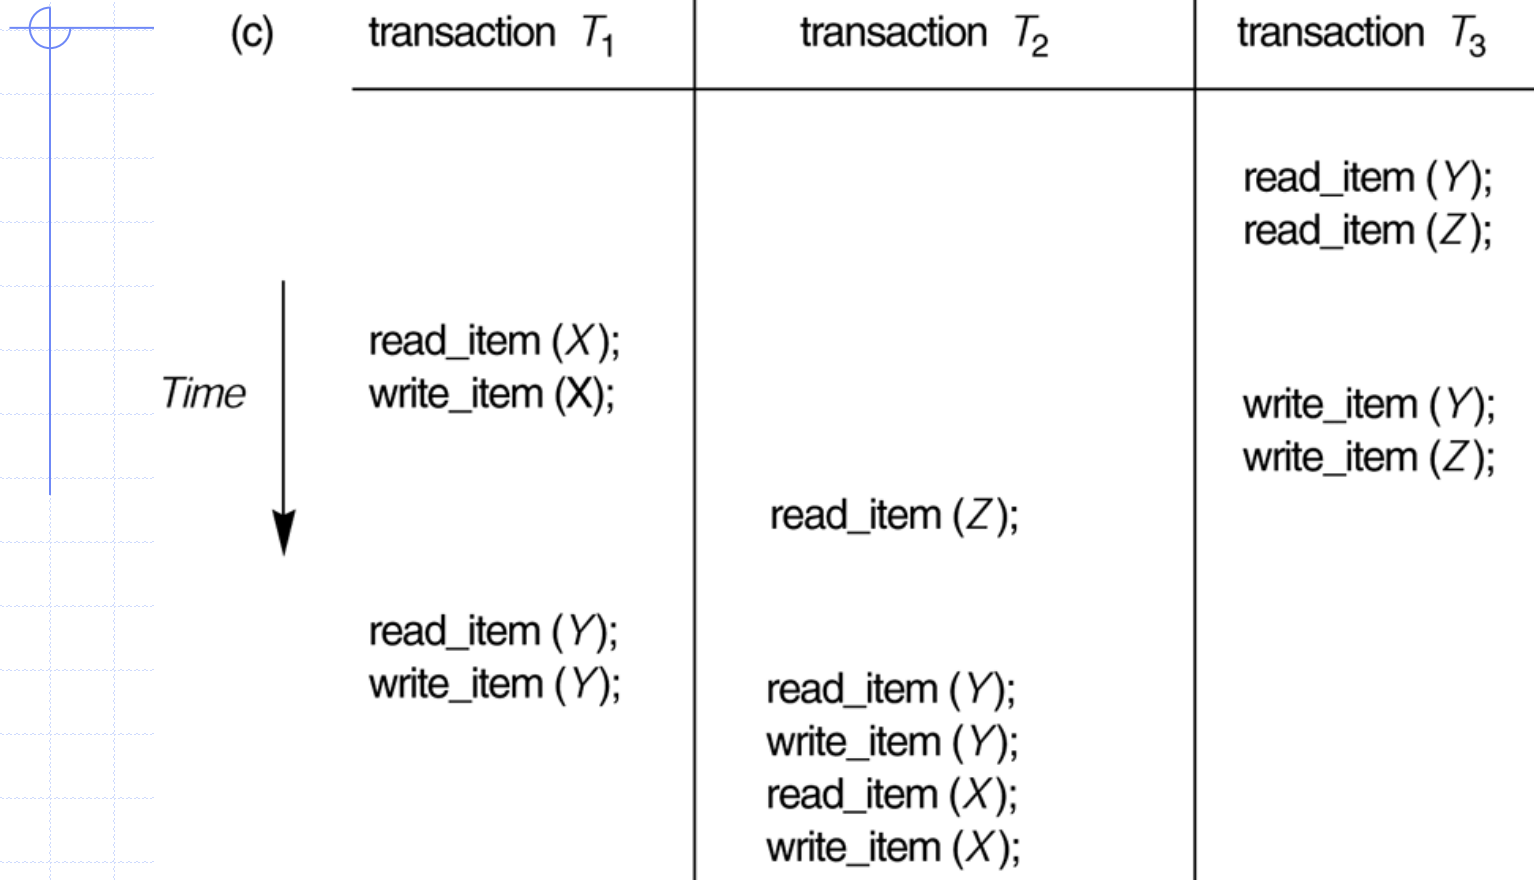 (c) transaction T1 transaction T2 transaction T3
read_item (Y);
read_item (Z);
read_item (X);
Time write_item (X);
write_item (Y);
write_item (Z);
read_item (Z);
read_item (Y);
write_item (Y);
read_item (Y);
write_item (Y);
read_item (X);
write_item (X);